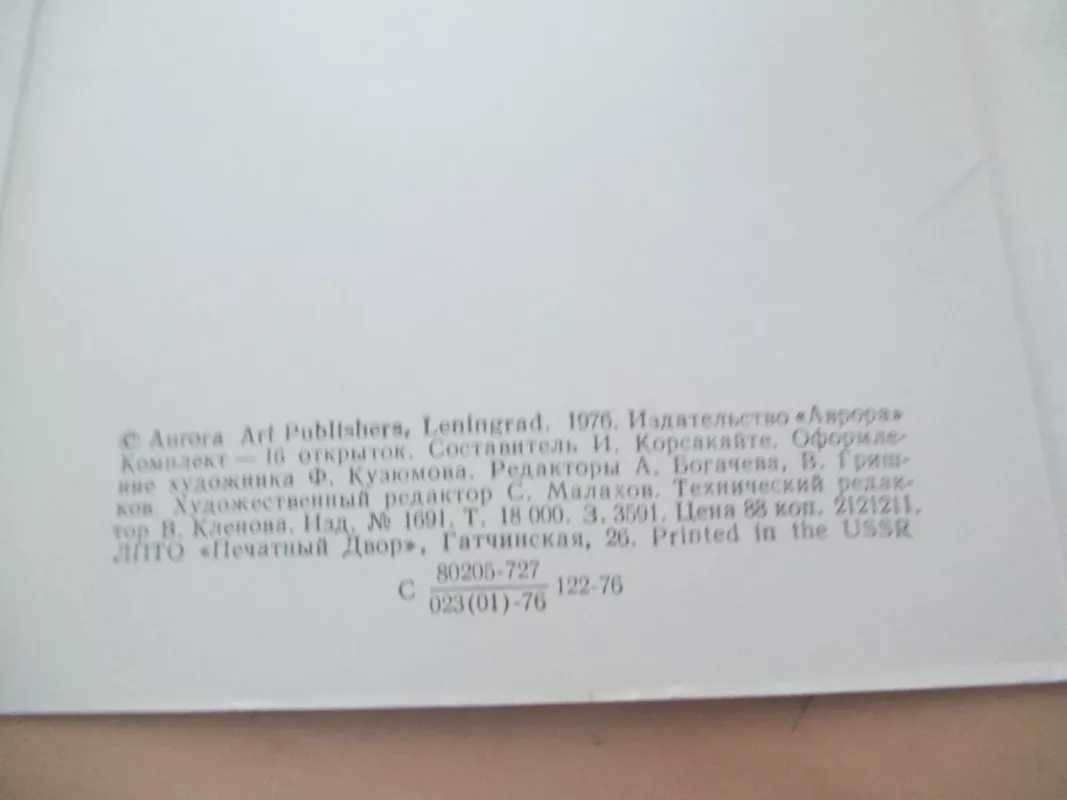 © Aurora Art Publishers, Leningrad. 1976. Издательство «Аврора»
Комплект — 16 открыток. Составитель И. Корсакайте. Оформле-
ние художника Ф. Кузюмова. Редакторы А. Богачева, В. Гриш-
ков. Художественный редактор С. Малахов. Технический редак-
тор В. Кленова. Изд. № 1691. Т. 18 000. З. 3591. Цена 88 коп. 2121211.
ЛПТО «Печатный Двор», Гатчинская, 26. Printed in the USSR
С 80205-727 / 023(01)-76 122-76